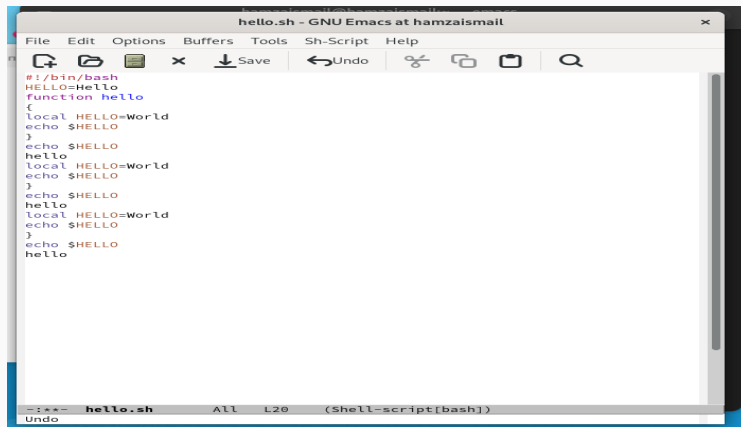 hello.sh - GNU Emacs at hamzaismail
File Edit Options Buffers Tools Sh-Script Help
Save Undo
#!/bin/bash
HELLO=Hello
function hello
{
local HELLO=World
echo $HELLO
}
echo $HELLO
hello
local HELLO=World
echo $HELLO
}
echo $HELLO
hello
local HELLO=World
echo $HELLO
}
echo $HELLO
hello
-:**- hello.sh All L20 (Shell-script[bash])
Undo